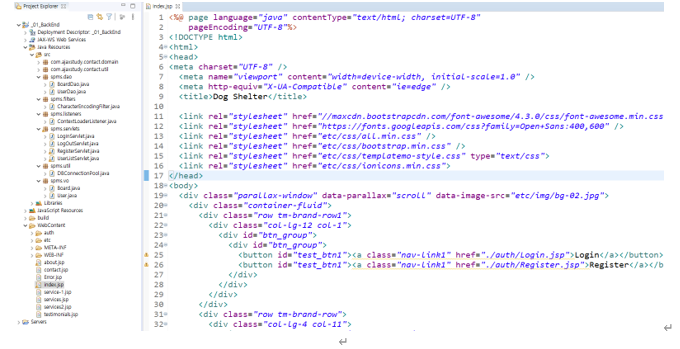 Project Explorer
_01_BackEnd
Deployment Descriptor: _01_BackEnd
JAX-WS Web Services
Java Resources
src
com.ajaxstudy.contact.domain
com.ajaxstudy.contact.util
spms.dao
BoardDao.java
UserDao.java
spms.filters
CharacterEncodingFilter.java
spms.listeners
ContextLoaderListener.java
spms.servlets
LoginServlet.java
LogOutServlet.java
RegisterServlet.java
UserListServlet.java
spms.util
DBConnectionPool.java
spms.vo
Board.java
User.java
Libraries
JavaScript Resources
build
WebContent
auth
etc
META-INF
WEB-INF
about.jsp
contact.jsp
Error.jsp
index.jsp
service-1.jsp
services.jsp
services2.jsp
testimonials.jsp
Servers
index.jsp
1 <%@ page language="java" contentType="text/html; charset=UTF-8"
2 pageEncoding="UTF-8"%>
3 <!DOCTYPE html>
4 <html>
5 <head>
6 <meta charset="UTF-8" />
7 <meta name="viewport" content="width=device-width, initial-scale=1.0" />
8 <meta http-equiv="X-UA-Compatible" content="ie=edge" />
9 <title>Dog Shelter</title>
10
11 <link rel="stylesheet" href="//maxcdn.bootstrapcdn.com/font-awesome/4.3.0/css/font-awesome.min.css
12 <link rel="stylesheet" href="https://fonts.googleapis.com/css?family=Open+Sans:400,600" />
13 <link rel="stylesheet" href="etc/css/all.min.css" />
14 <link rel="stylesheet" href="etc/css/bootstrap.min.css" />
15 <link rel="stylesheet" href="etc/css/templatemo-style.css" type="text/css">
16 <link rel="stylesheet" href="etc/css/ionicons.min.css">
17 </head>
18 <body>
19 <div class="parallax-window" data-parallax="scroll" data-image-src="etc/img/bg-02.jpg">
20 <div class="container-fluid">
21 <div class="row tm-brand-row1">
22 <div class="col-lg-12 col-1">
23 <div id="btn_group">
24 <div id="btn_group">
25 <button id="test_btn1"><a class="nav-link1" href="./auth/Login.jsp">Login</a></button>
26 <button id="test_btn1"><a class="nav-link1" href="./auth/Register.jsp">Register</a></b
27 </div>
28 </div>
29 </div>
30 </div>
31 <div class="row tm-brand-row">
32 <div class="col-lg-4 col-11">